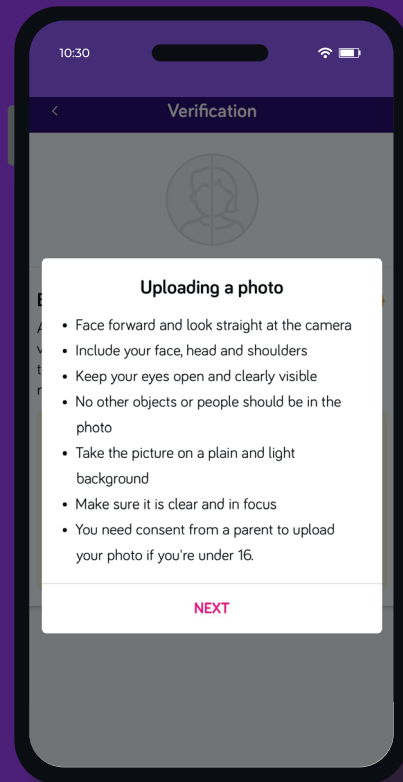 10:30
Verification
Uploading a photo
• Face forward and look straight at the camera
• Include your face, head and shoulders
• Keep your eyes open and clearly visible
• No other objects or people should be in the
photo
• Take the picture on a plain and light
background
• Make sure it is clear and in focus
• You need consent from a parent to upload
your photo if you're under 16.
NEXT